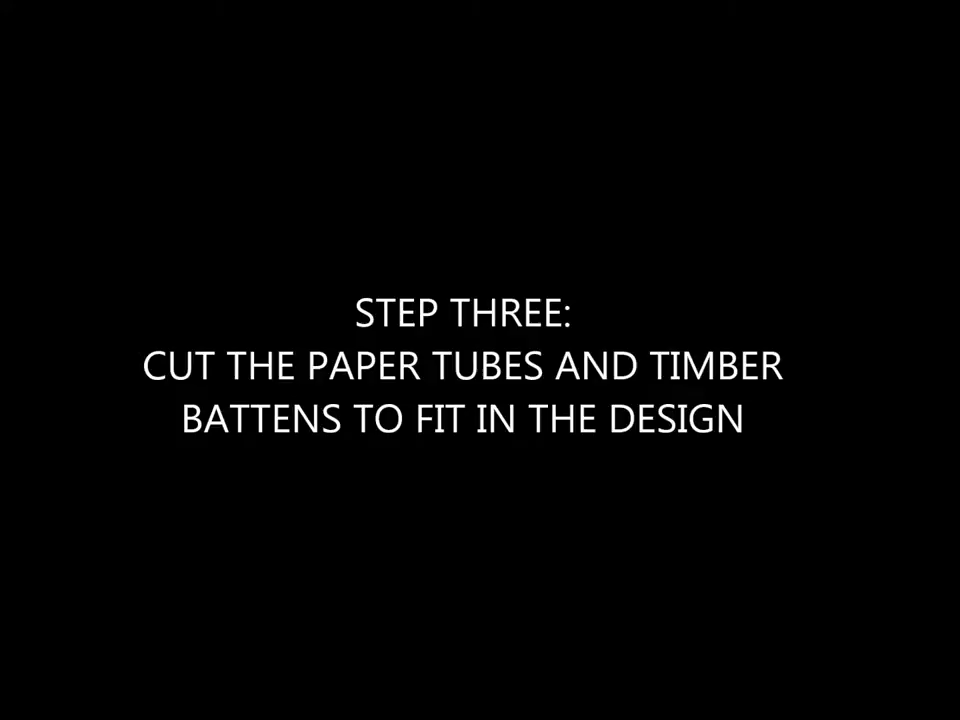 STEP THREE:
CUT THE PAPER TUBES AND TIMBER
BATTENS TO FIT IN THE DESIGN